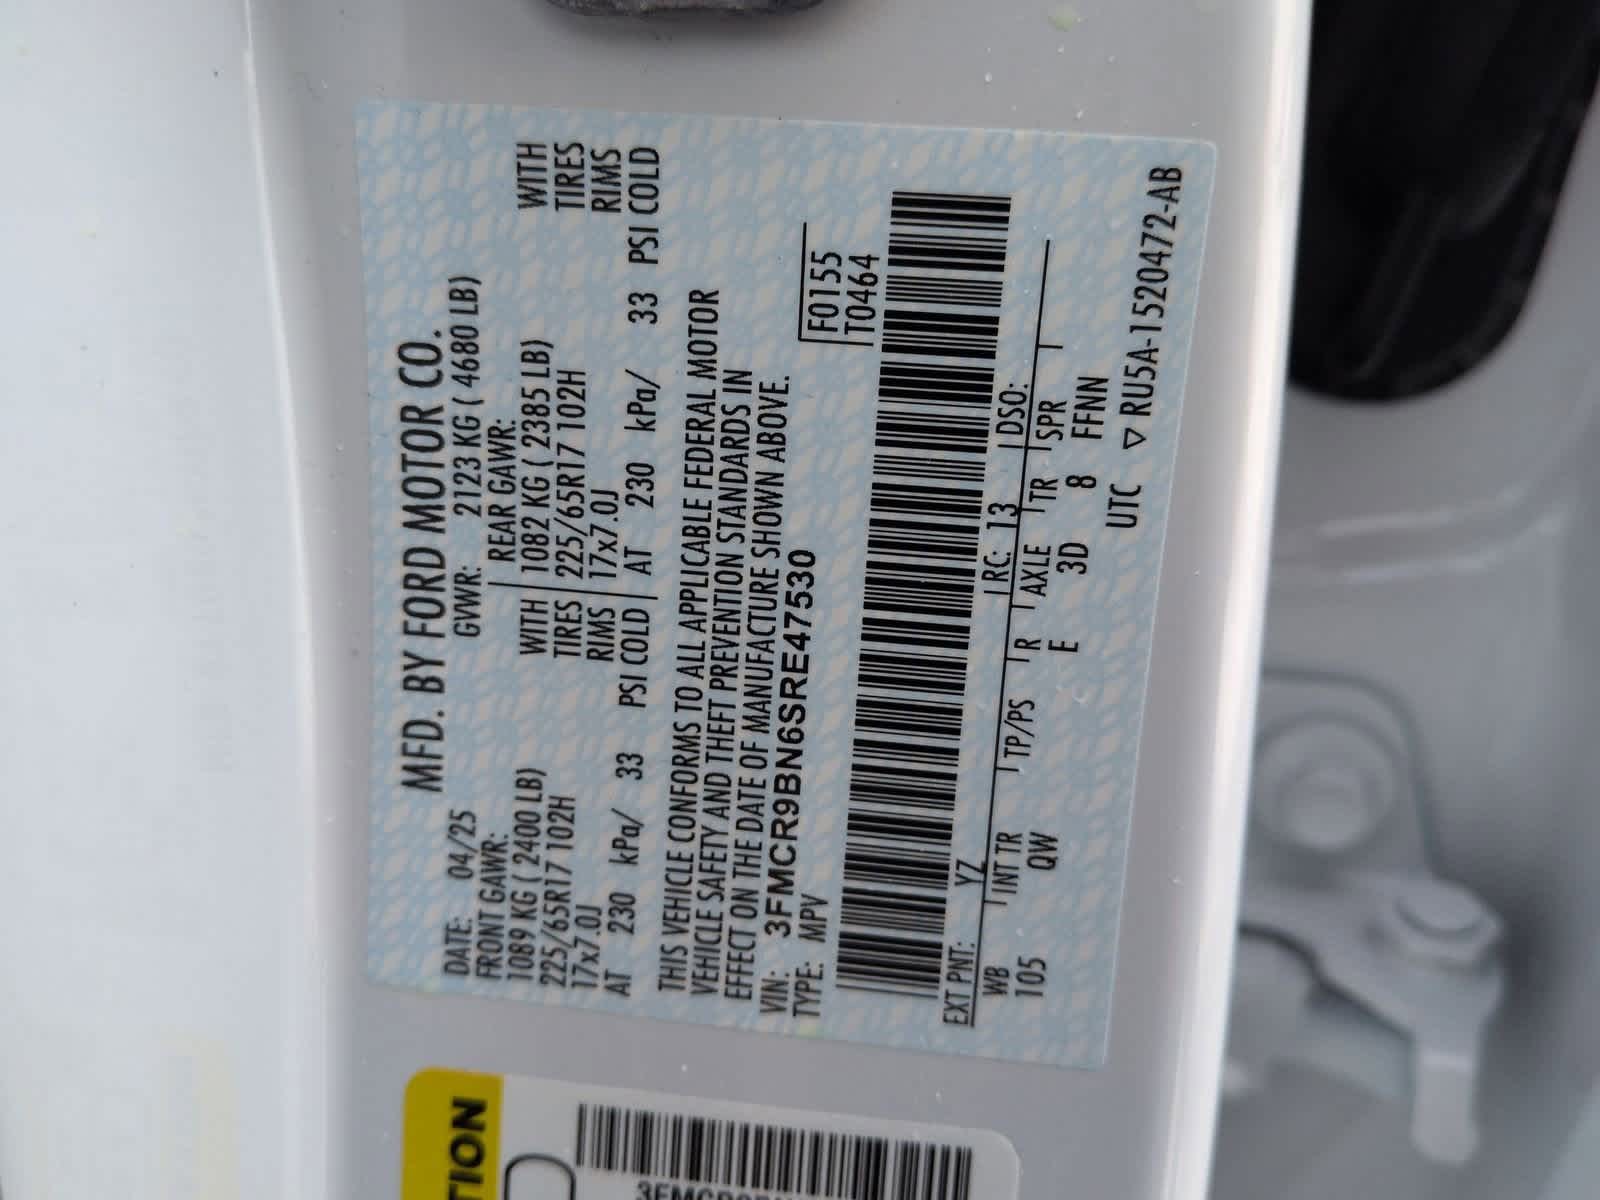 MFD. BY FORD MOTOR CO.
DATE: 04/25 GVWR: 2123 KG ( 4680 LB)
FRONT GAWR: REAR GAWR:
1089 KG ( 2400 LB) WITH 1082 KG ( 2385 LB) WITH
225/65R17 102H TIRES 225/65R17 102H TIRES
17x7.0J RIMS 17x7.0J RIMS
AT 230 kPa/ 33 PSI COLD AT 230 kPa/ 33 PSI COLD
THIS VEHICLE CONFORMS TO ALL APPLICABLE FEDERAL MOTOR
VEHICLE SAFETY AND THEFT PREVENTION STANDARDS IN
EFFECT ON THE DATE OF MANUFACTURE SHOWN ABOVE.
VIN: 3FMCR9BN6SRE47530
TYPE: MPV
F0155
T0464
EXT PNT: YZ RC: 13 DSO:
WB INT TR TP/PS R AXLE TR SPR
105 QW E 3D 8 FFNN
UTC ▽ RU5A-1520472-AB
TION